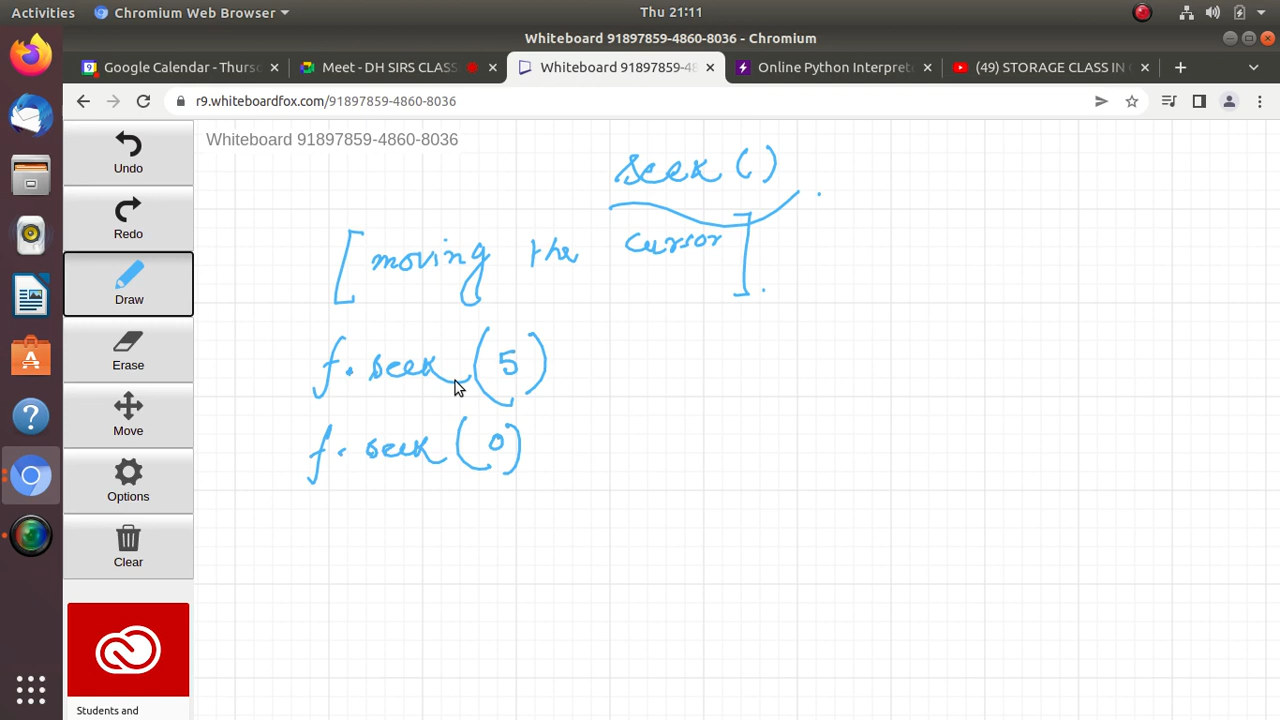 Activities
Chromium Web Browser
Thu 21:11
Whiteboard 91897859-4860-8036 - Chromium
Google Calendar - Thursd
Meet - DH SIRS CLASS
Whiteboard 91897859-48
Online Python Interprete
(49) STORAGE CLASS IN C
r9.whiteboardfox.com/91897859-4860-8036
Whiteboard 91897859-4860-8036
Undo
Redo
Draw
Erase
Move
Options
Clear
Students and
seek ()
[moving the cursor].
f. seek (5)
f. seek (0)